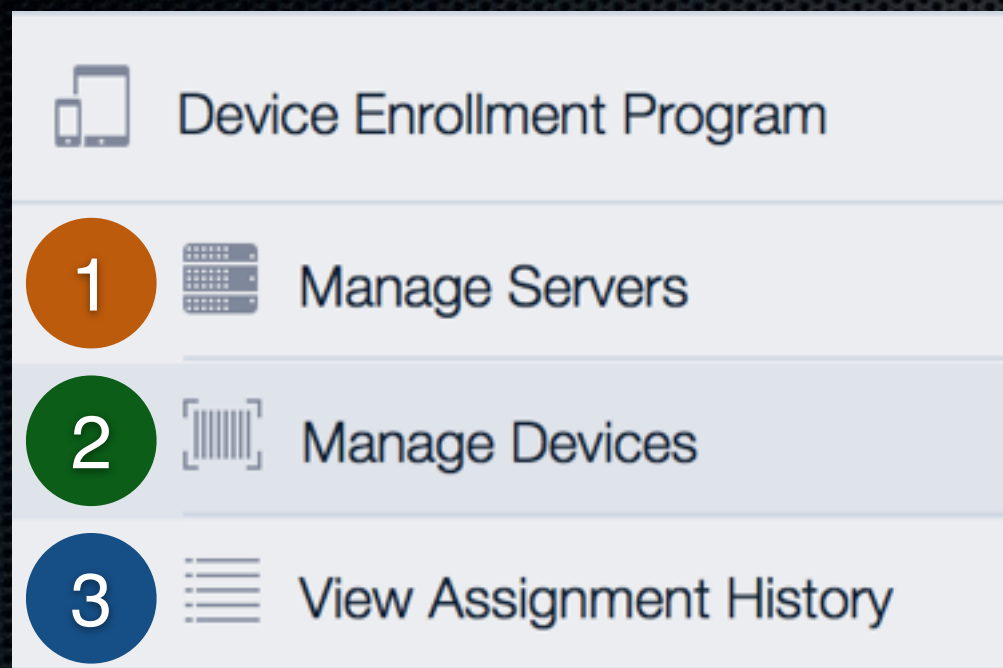 Device Enrollment Program
1 Manage Servers
2 Manage Devices
3 View Assignment History